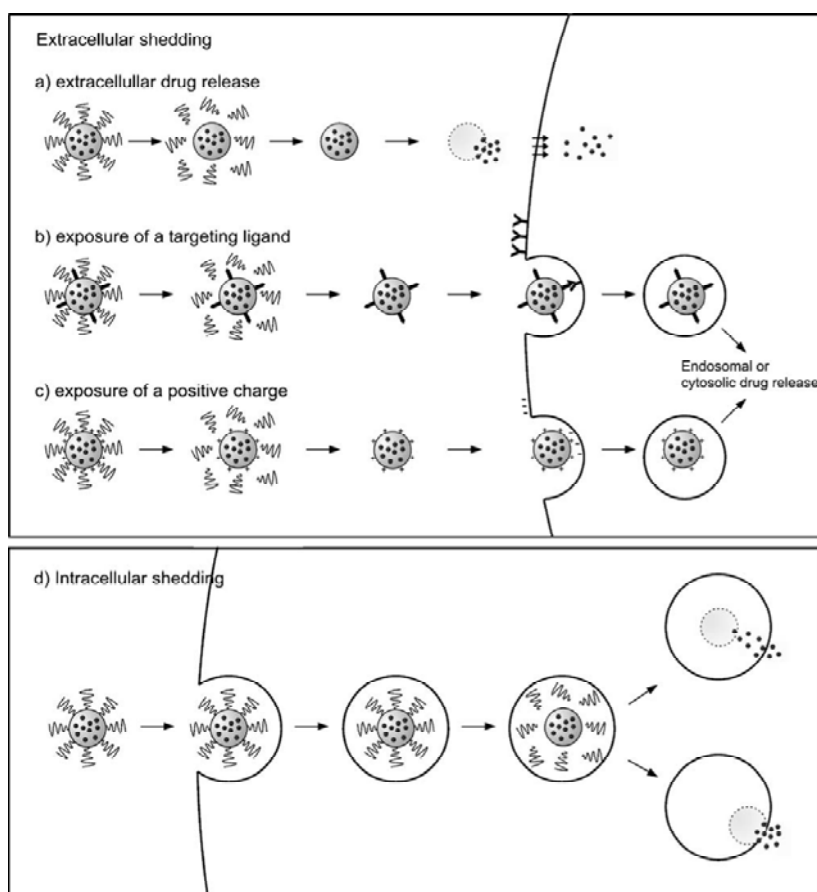 Extracellular shedding
a) extracellullar drug release
b) exposure of a targeting ligand
Endosomal or
cytosolic drug release
c) exposure of a positive charge
d) Intracellular shedding